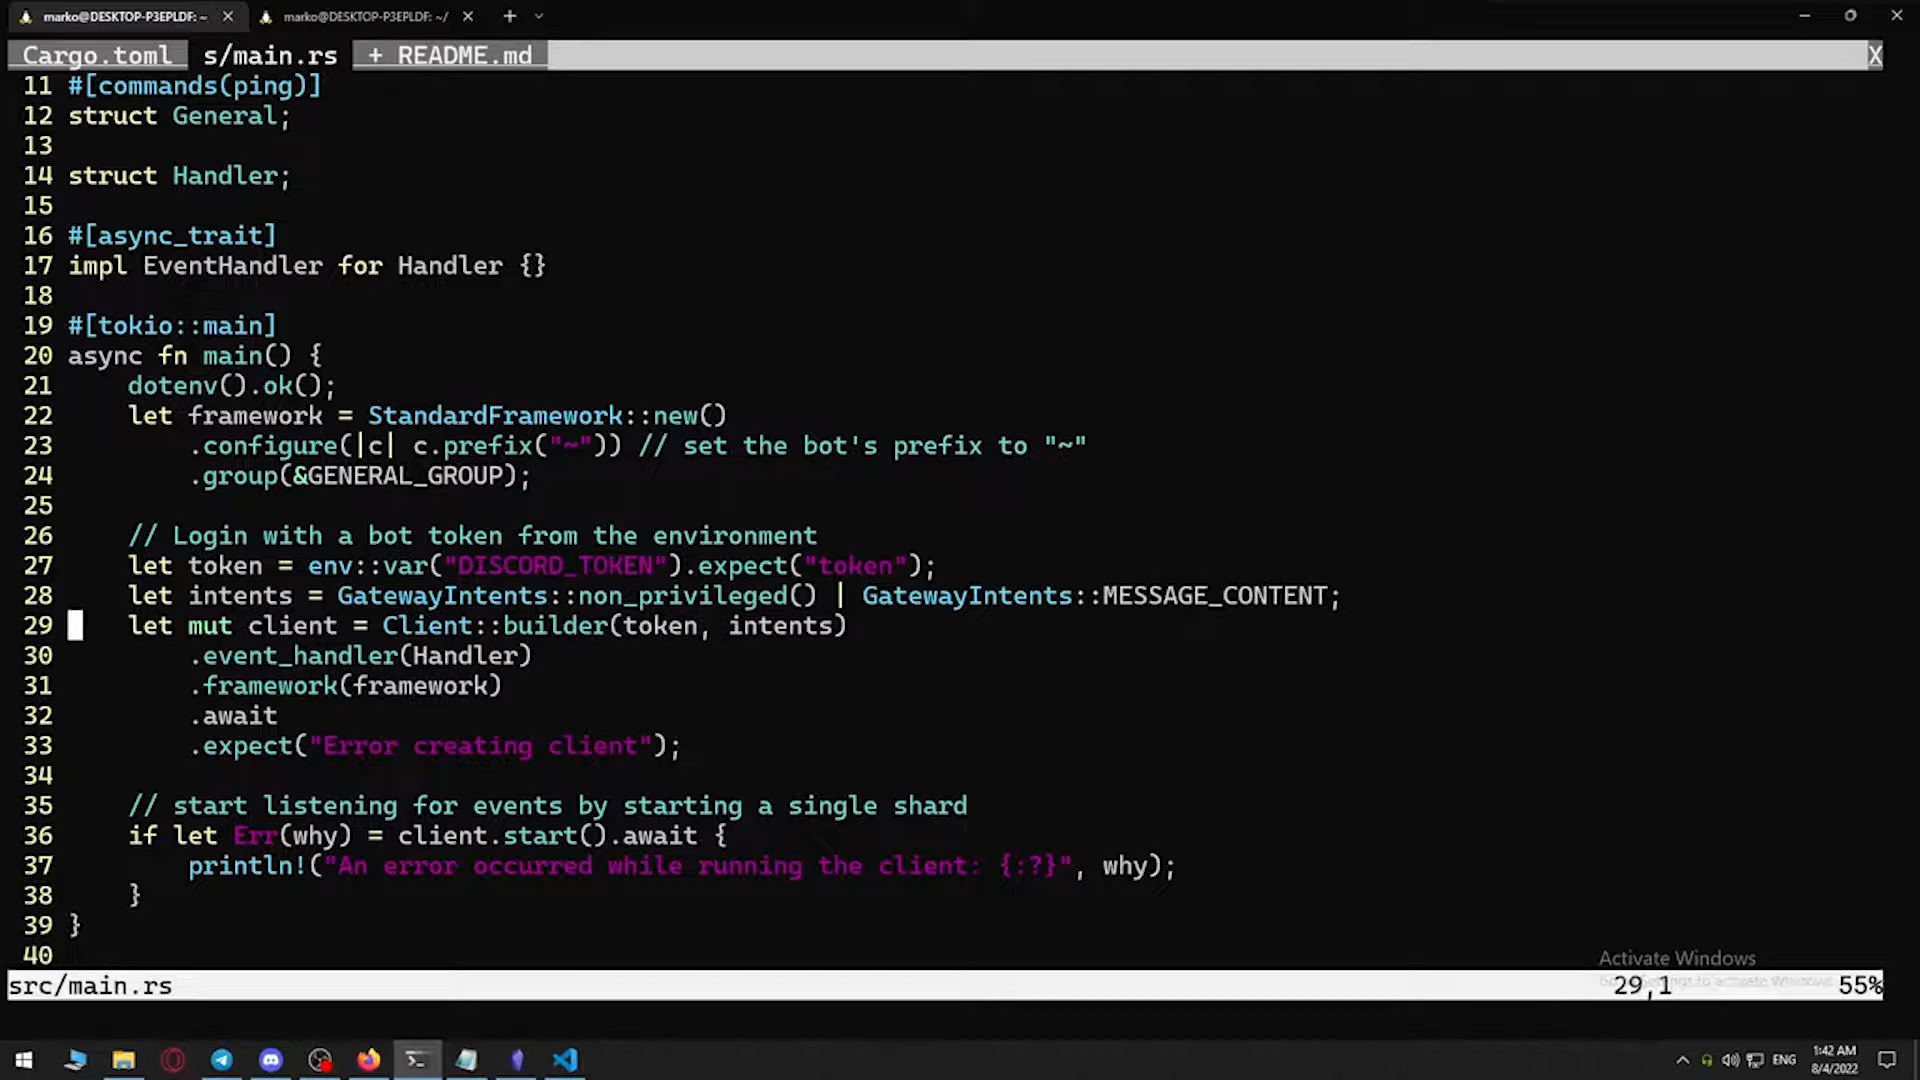 marko@DESKTOP-P3EPLDF: ~
marko@DESKTOP-P3EPLDF: ~/
Cargo.toml s/main.rs + README.md X
11 #[commands(ping)]
12 struct General;
13
14 struct Handler;
15
16 #[async_trait]
17 impl EventHandler for Handler {}
18
19 #[tokio::main]
20 async fn main() {
21     dotenv().ok();
22     let framework = StandardFramework::new()
23         .configure(|c| c.prefix("~")) // set the bot's prefix to "~"
24         .group(&GENERAL_GROUP);
25
26     // Login with a bot token from the environment
27     let token = env::var("DISCORD_TOKEN").expect("token");
28     let intents = GatewayIntents::non_privileged() | GatewayIntents::MESSAGE_CONTENT;
29     let mut client = Client::builder(token, intents)
30         .event_handler(Handler)
31         .framework(framework)
32         .await
33         .expect("Error creating client");
34
35     // start listening for events by starting a single shard
36     if let Err(why) = client.start().await {
37         println!("An error occurred while running the client: {:?}", why);
38     }
39 }
40
Activate Windows
Go to Settings to activate Windows.
src/main.rs 29,1 55%
ENG
1:42 AM
8/4/2022